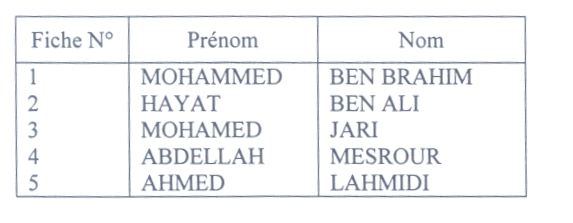 Fiche N° Prénom Nom
1 MOHAMMED BEN BRAHIM
2 HAYAT BEN ALI
3 MOHAMED JARI
4 ABDELLAH MESROUR
5 AHMED LAHMIDI